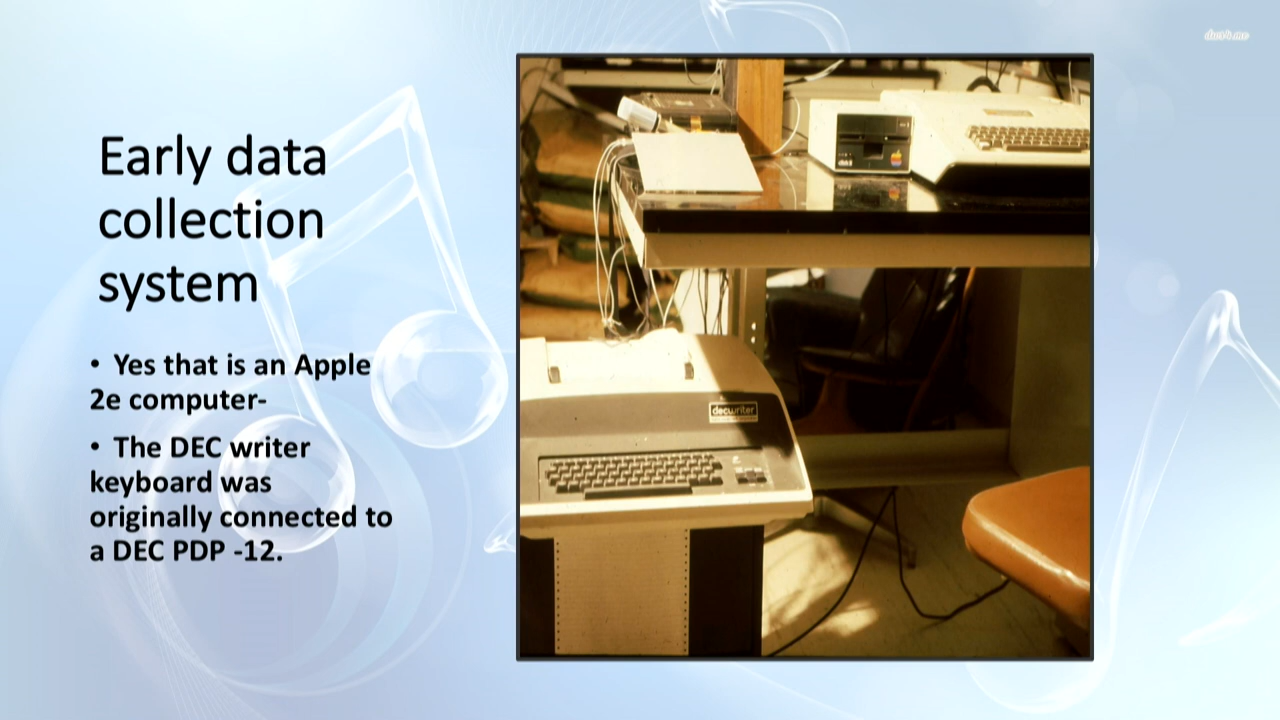 Early data
collection
system
• Yes that is an Apple
2e computer-
• The DEC writer
keyboard was
originally connected to
a DEC PDP -12.
decwriter